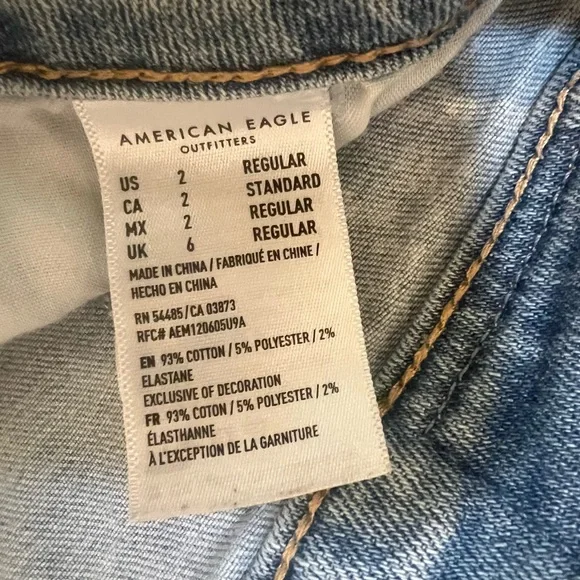 AMERICAN EAGLE
OUTFITTERS
US 2 REGULAR
CA 2 STANDARD
MX 2 REGULAR
UK 6 REGULAR
MADE IN CHINA / FABRIQUÉ EN CHINE /
HECHO EN CHINA
RN 54485 / CA 03873
RFC# AEM120605U9A
EN 93% COTTON / 5% POLYESTER / 2%
ELASTANE
EXCLUSIVE OF DECORATION
FR 93% COTON / 5% POLYESTER / 2%
ÉLASTHANNE
À L'EXCEPTION DE LA GARNITURE